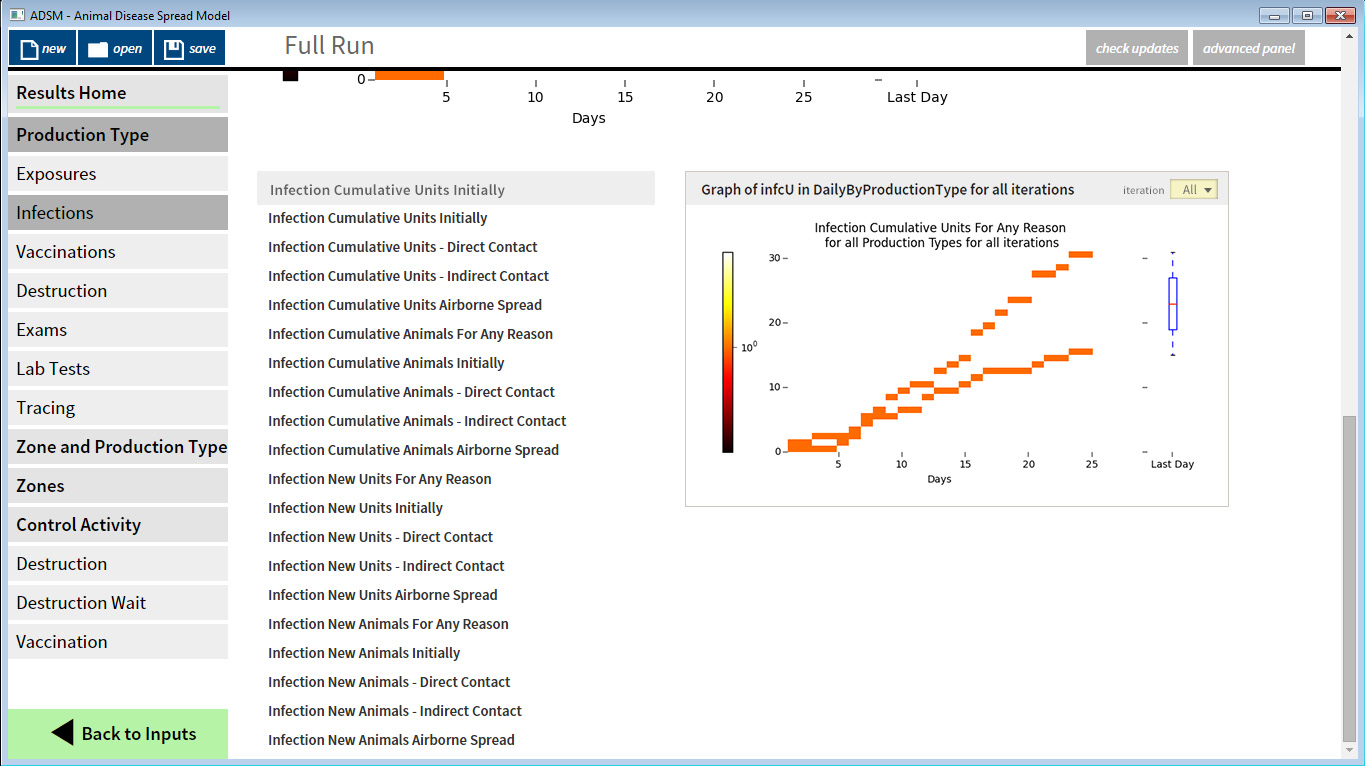 ADSM - Animal Disease Spread Model
new
open
save
Full Run
check updates
advanced panel
Results Home
Production Type
Exposures
Infections
Vaccinations
Destruction
Exams
Lab Tests
Tracing
Zone and Production Type
Zones
Control Activity
Destruction
Destruction Wait
Vaccination
Back to Inputs
0
5 10 15 20 25 Last Day
Days
Infection Cumulative Units Initially
Infection Cumulative Units Initially
Infection Cumulative Units - Direct Contact
Infection Cumulative Units - Indirect Contact
Infection Cumulative Units Airborne Spread
Infection Cumulative Animals For Any Reason
Infection Cumulative Animals Initially
Infection Cumulative Animals - Direct Contact
Infection Cumulative Animals - Indirect Contact
Infection Cumulative Animals Airborne Spread
Infection New Units For Any Reason
Infection New Units Initially
Infection New Units - Direct Contact
Infection New Units - Indirect Contact
Infection New Units Airborne Spread
Infection New Animals For Any Reason
Infection New Animals Initially
Infection New Animals - Direct Contact
Infection New Animals - Indirect Contact
Infection New Animals Airborne Spread
Graph of infcU in DailyByProductionType for all iterations
iteration All
Infection Cumulative Units For Any Reason
for all Production Types for all iterations
10⁰
30
20
10
0
5 10 15 20 25 Last Day
Days